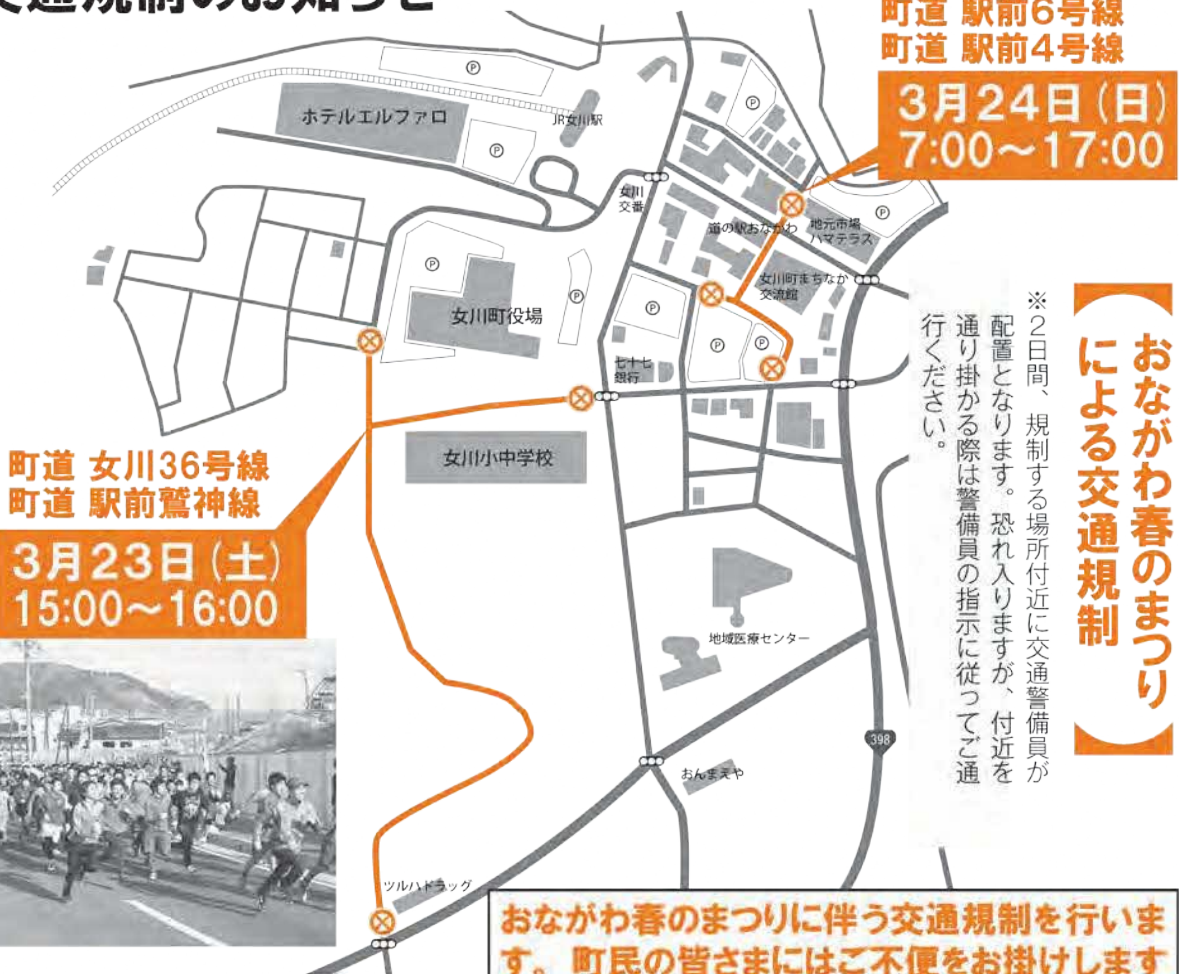 交通規制のお知らせ
町道 駅前6号線
町道 駅前4号線
3月24日(日)
7:00～17:00
【おながわ春のまつり
による交通規制】
※2日間、規制する場所付近に交通警備員が
配置となります。恐れ入りますが、付近を
通り掛かる際は警備員の指示に従ってご通
行ください。
P
ホテルエルファロ
JR女川駅
P
P
女川
交番
道の駅おながわ
地元市場
ハマテラス
P
女川町まちなか
交流館
P
女川町役場
P
P
P
P
七十七
銀行
女川小中学校
町道 女川36号線
町道 駅前鷲神線
3月23日(土)
15:00～16:00
地域医療センター
398
おんまえや
ツルハドラッグ
おながわ春のまつりに伴う交通規制を行いま
す。町民の皆さまにはご不便をお掛けします